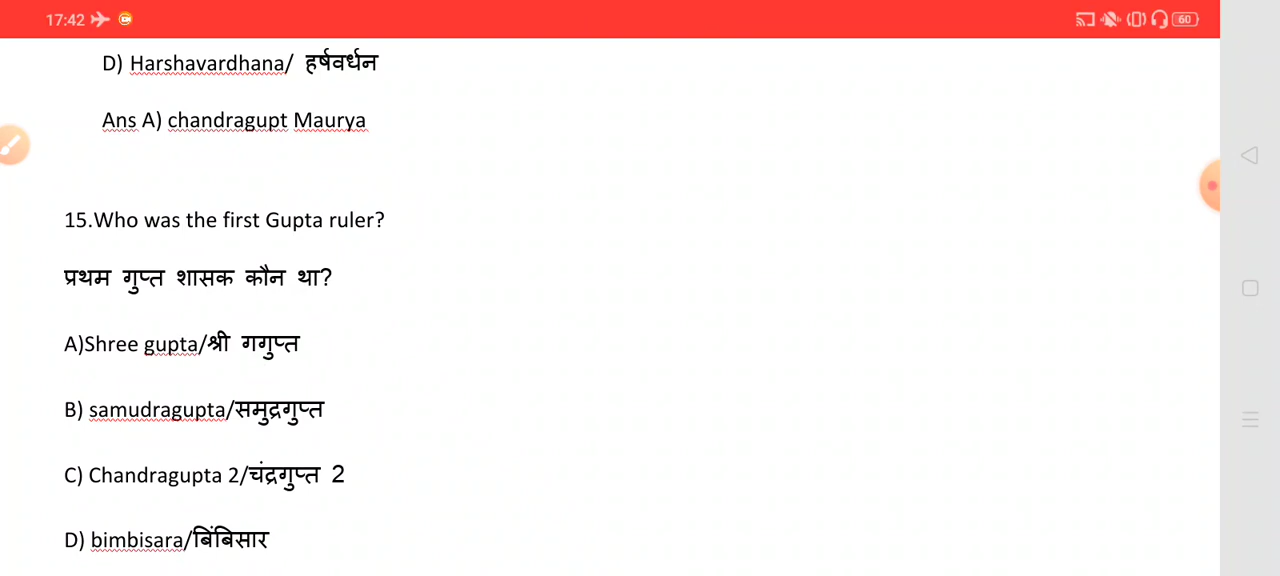 17:42
60
D) Harshavardhana/ हर्षवर्धन
Ans A) chandragupt Maurya
15.Who was the first Gupta ruler?
प्रथम गुप्त शासक कौन था?
A)Shree gupta/श्री गगुप्त
B) samudragupta/समुद्रगुप्त
C) Chandragupta 2/चंद्रगुप्त 2
D) bimbisara/बिंबिसार